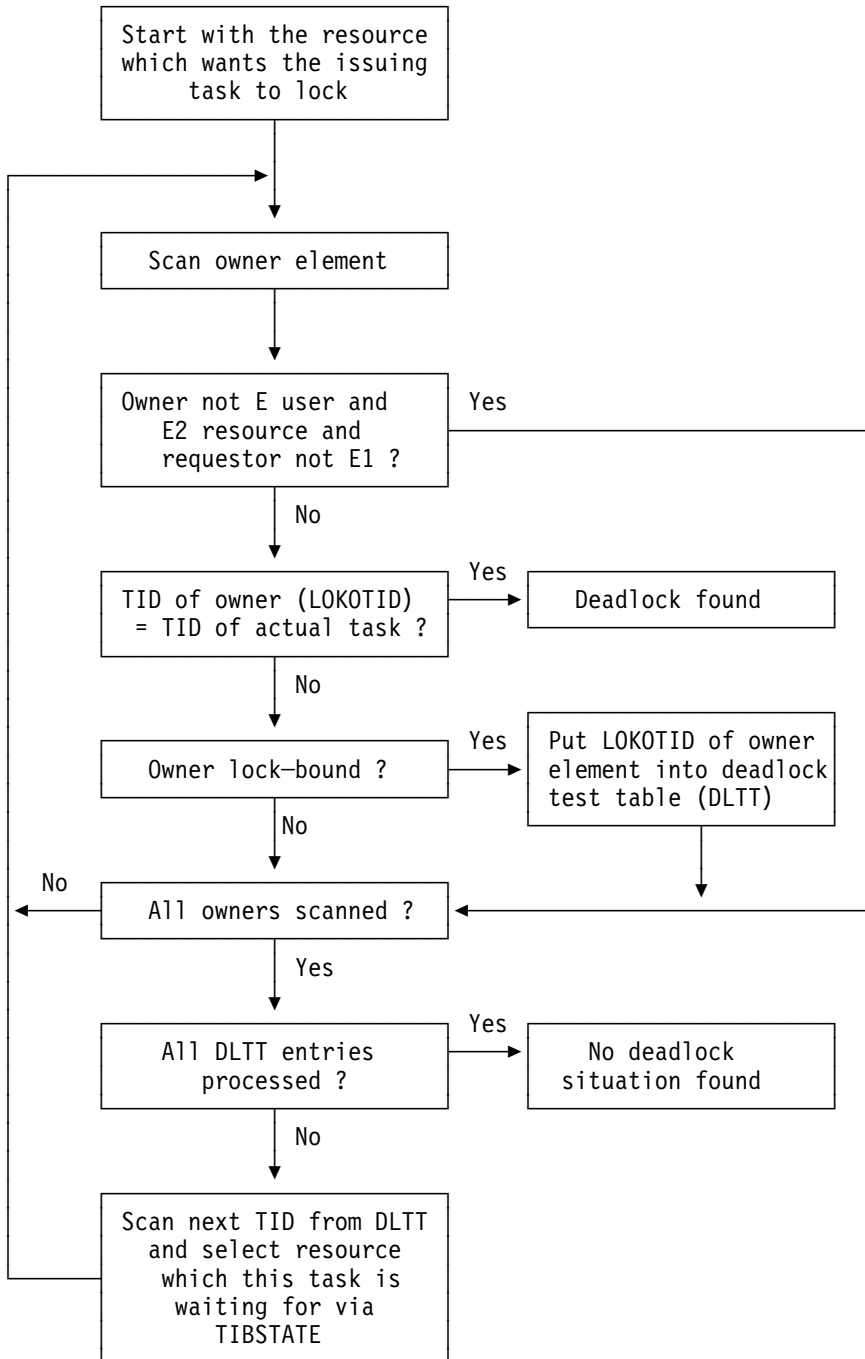 Start with the resource
which wants the issuing
task to lock
Scan owner element
Owner not E user and
E2 resource and
requestor not E1 ?
Yes
No
TID of owner (LOKOTID)
= TID of actual task ?
Yes
Deadlock found
No
Owner lock—bound ?
Yes
Put LOKOTID of owner
element into deadlock
test table (DLTT)
No
No
All owners scanned ?
Yes
All DLTT entries
processed ?
Yes
No deadlock
situation found
No
Scan next TID from DLTT
and select resource
which this task is
waiting for via
TIBSTATE